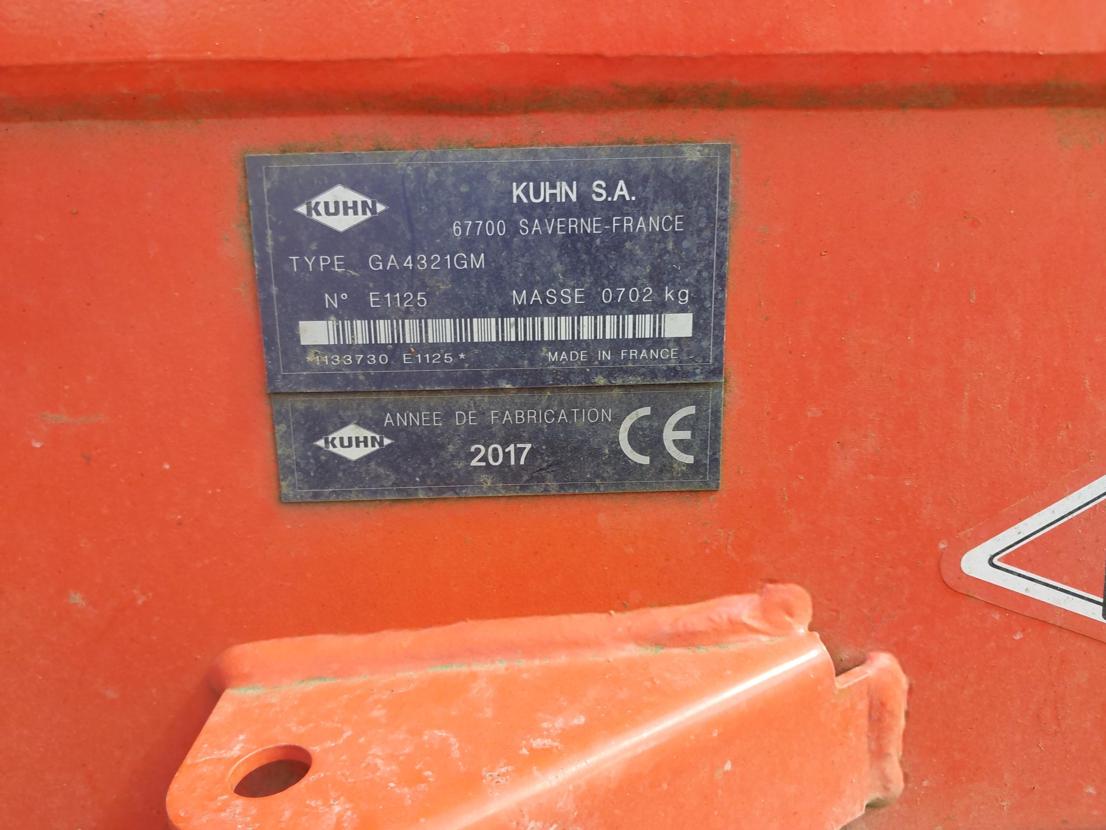 KUHN
KUHN S.A.
67700 SAVERNE-FRANCE
TYPE GA4321GM
N° E1125 MASSE 0702 kg
*1133730 E1125* MADE IN FRANCE
KUHN
ANNEE DE FABRICATION
2017
CE